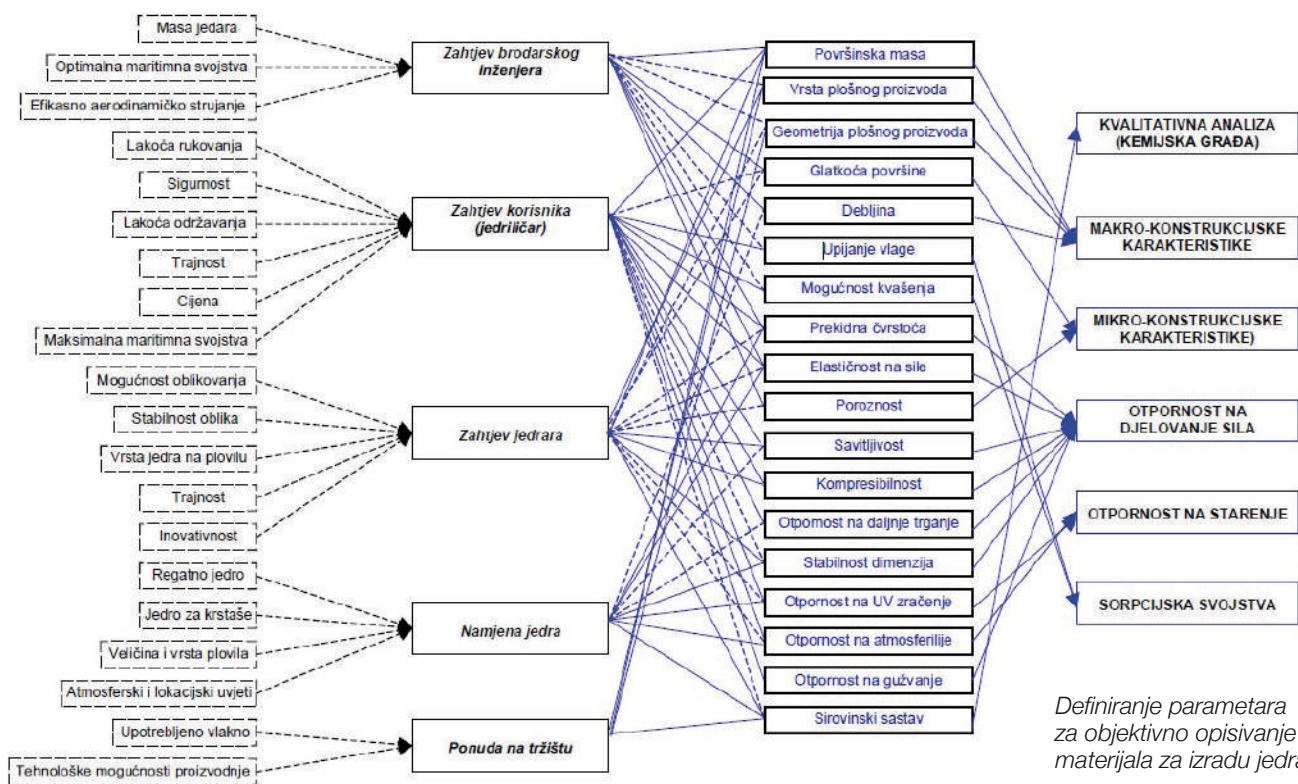 Masa jedara
Optimalna maritimna svojstva
Efikasno aerodinamičko strujanje
Lakoća rukovanja
Sigurnost
Lakoća održavanja
Trajnost
Cijena
Maksimalna maritimna svojstva
Mogućnost oblikovanja
Stabilnost oblika
Vrsta jedra na plovilu
Trajnost
Inovativnost
Regatno jedro
Jedro za krstaše
Veličina i vrsta plovila
Atmosferski i lokacijski uvjeti
Upotrebljeno vlakno
Tehnološke mogućnosti proizvodnje
Zahtjev brodarskog
inženjera
Zahtjev korisnika
(jedriličar)
Zahtjev jedrara
Namjena jedra
Ponuda na tržištu
Površinska masa
Vrsta plošnog proizvoda
Geometrija plošnog proizvoda
Glatkoća površine
Debljina
Upijanje vlage
Mogućnost kvašenja
Prekidna čvrstoća
Elastičnost na sile
Poroznost
Savitljivost
Kompresibilnost
Otpornost na daljnje trganje
Stabilnost dimenzija
Otpornost na UV zračenje
Otpornost na atmosferilije
Otpornost na gužvanje
Sirovinski sastav
KVALITATIVNA ANALIZA
(KEMIJSKA GRAĐA)
MAKRO-KONSTRUKCIJSKE
KARAKTERISTIKE
MIKRO-KONSTRUKCIJSKE
KARAKTERISTIKE)
OTPORNOST NA
DJELOVANJE SILA
OTPORNOST NA STARENJE
SORPCIJSKA SVOJSTVA
Definiranje parametara
za objektivno opisivanje
materijala za izradu jedra